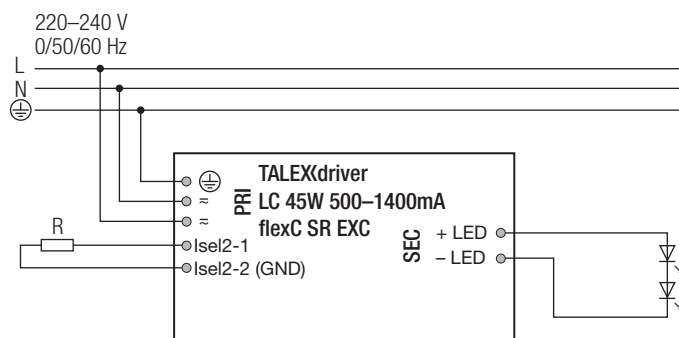 220–240 V
0/50/60 Hz
L
N
PRI
TALEXXdriver
LC 45W 500–1400mA
flexC SR EXC
≂
≂
R
Isel2-1
Isel2-2 (GND)
SEC
+ LED
– LED